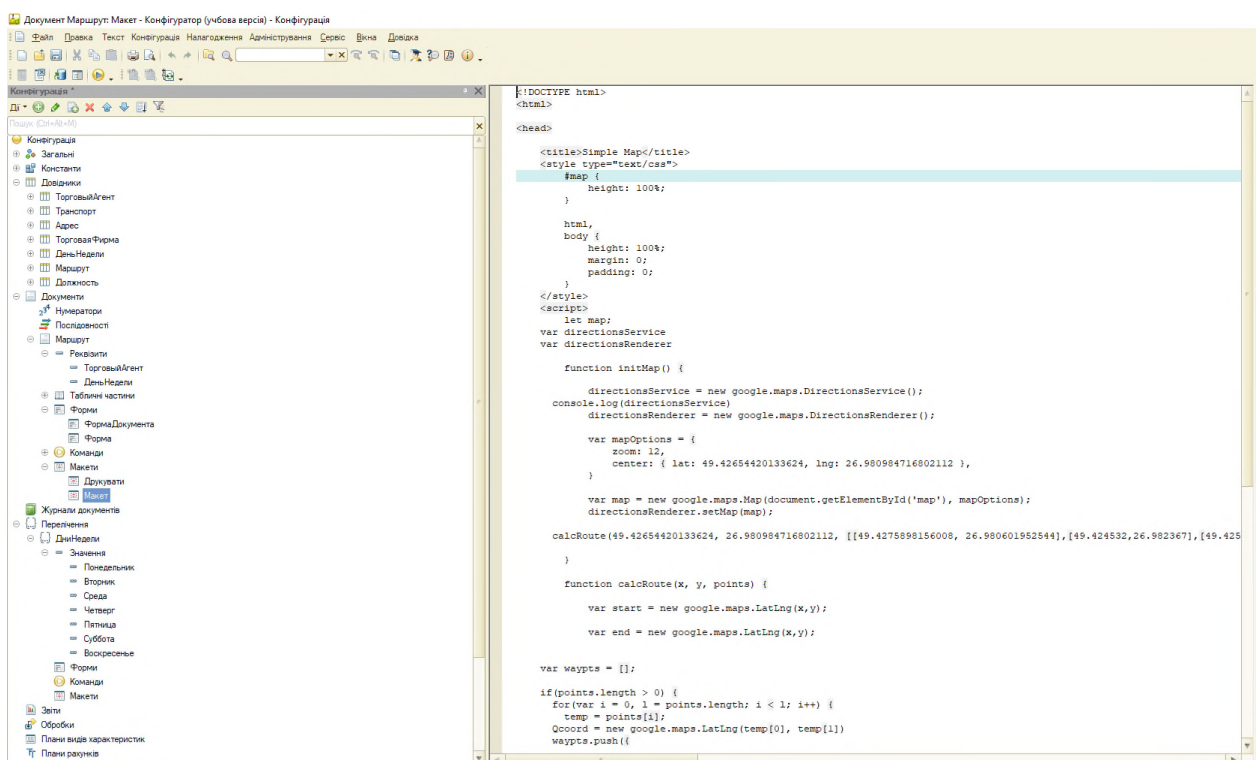 Документ Маршрут: Макет - Конфігуратор (учбова версія) - Конфігурація
Файл Правка Текст Конфігурація Налагодження Адміністрування Сервіс Вікна Довідка
Конфігурація *
Дії
Пошук (Ctrl+Alt+M)
Конфігурація
Загальні
Константи
Довідники
ТорговыйАгент
Транспорт
Адрес
ТорговаяФирма
ДеньНедели
Маршрут
Должность
Документи
Нумератори
Послідовності
Маршрут
Реквізити
ТорговыйАгент
ДеньНедели
Табличні частини
Форми
ФормаДокумента
Форма
Команди
Макети
Друкувати
Макет
Журнали документів
Перелічення
ДниНедели
Значення
Понедельник
Вторник
Среда
Четверг
Пятница
Суббота
Воскресенье
Форми
Команди
Макети
Звіти
Обробки
Плани видів характеристик
Плани рахунків
<!DOCTYPE html>
<html>
<head>
<title>Simple Map</title>
<style type="text/css">
#map {
height: 100%;
}
html,
body {
height: 100%;
margin: 0;
padding: 0;
}
</style>
<script>
let map;
var directionsService
var directionsRenderer
function initMap() {
directionsService = new google.maps.DirectionsService();
console.log(directionsService)
directionsRenderer = new google.maps.DirectionsRenderer();
var mapOptions = {
zoom: 12,
center: { lat: 49.42654420133624, lng: 26.980984716802112 },
}
var map = new google.maps.Map(document.getElementById('map'), mapOptions);
directionsRenderer.setMap(map);
calcRoute(49.42654420133624, 26.980984716802112, [[49.4275898156008, 26.980601952544],[49.424532,26.982367],[49.425
}
function calcRoute(x, y, points) {
var start = new google.maps.LatLng(x,y);
var end = new google.maps.LatLng(x,y);
var waypts = [];
if(points.length > 0) {
for(var i = 0, l = points.length; i < l; i++) {
temp = points[i];
Qcoord = new google.maps.LatLng(temp[0], temp[1])
waypts.push({